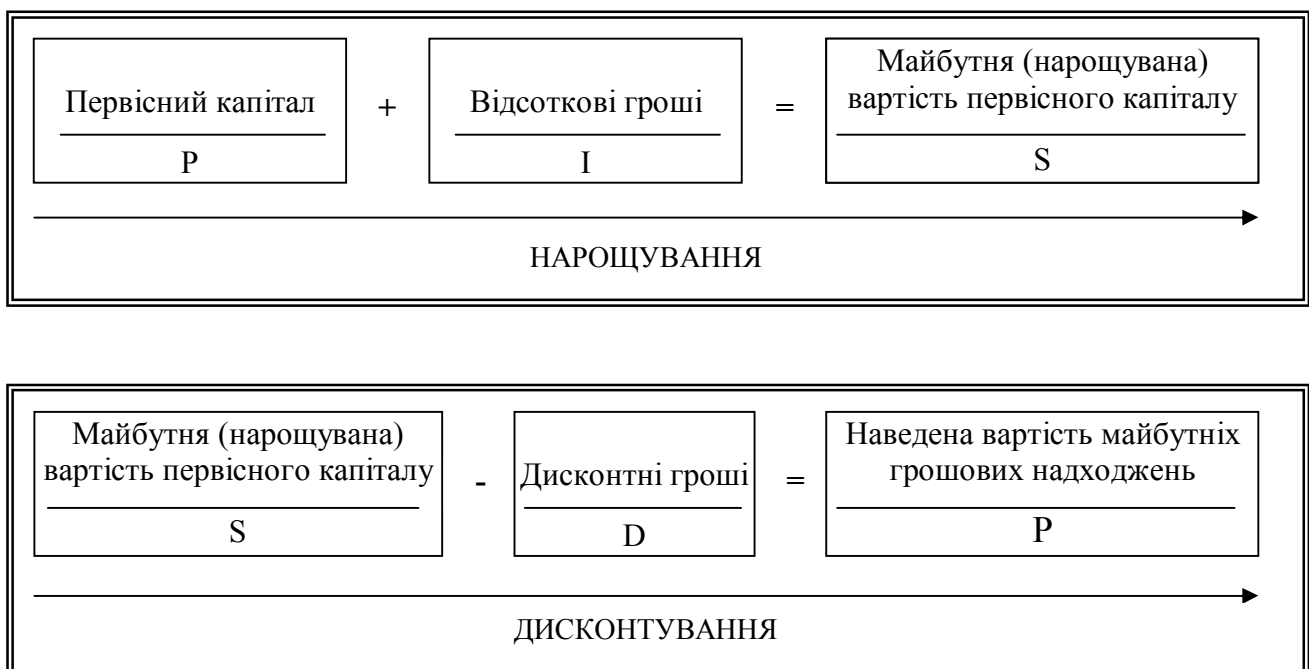 Первісний капітал
P
+
Відсоткові гроші
I
=
Майбутня (нарощувана)
вартість первісного капіталу
S
НАРОЩУВАННЯ
Майбутня (нарощувана)
вартість первісного капіталу
S
-
Дисконтні гроші
D
=
Наведена вартість майбутніх
грошових надходжень
P
ДИСКОНТУВАННЯ